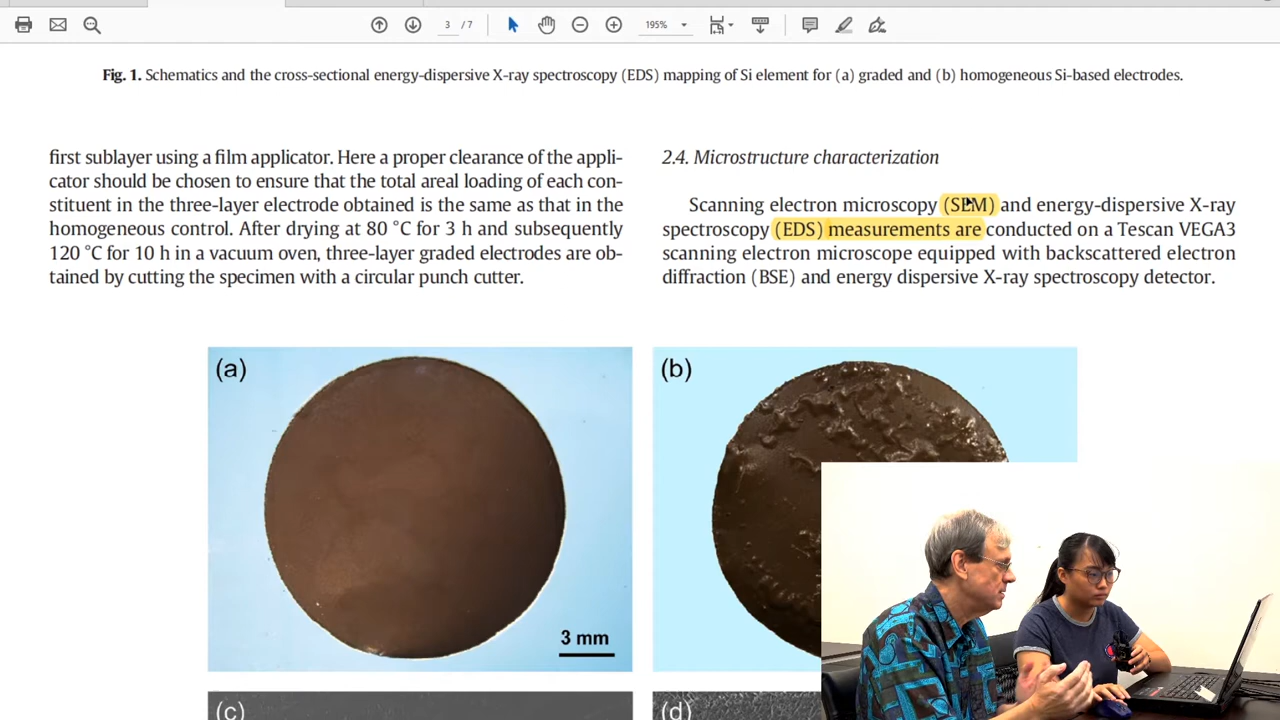 3 / 7
195%
Fig. 1. Schematics and the cross-sectional energy-dispersive X-ray spectroscopy (EDS) mapping of Si element for (a) graded and (b) homogeneous Si-based electrodes.
first sublayer using a film applicator. Here a proper clearance of the appli-
cator should be chosen to ensure that the total areal loading of each con-
stituent in the three-layer electrode obtained is the same as that in the
homogeneous control. After drying at 80 °C for 3 h and subsequently
120 °C for 10 h in a vacuum oven, three-layer graded electrodes are ob-
tained by cutting the specimen with a circular punch cutter.
2.4. Microstructure characterization
Scanning electron microscopy (SEM) and energy-dispersive X-ray
spectroscopy (EDS) measurements are conducted on a Tescan VEGA3
scanning electron microscope equipped with backscattered electron
diffraction (BSE) and energy dispersive X-ray spectroscopy detector.
(a)
3 mm
(b)
(c)
(d)